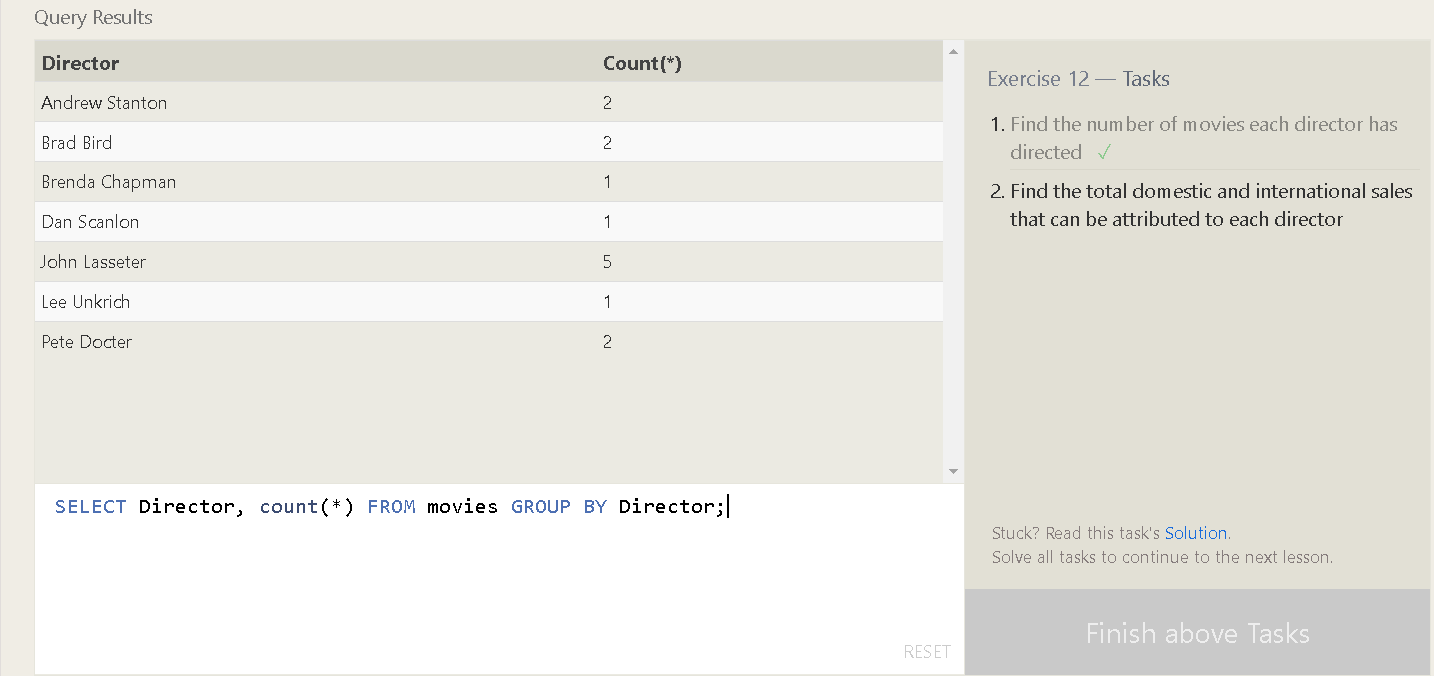 Query Results
Director Count(*)
Andrew Stanton 2
Brad Bird 2
Brenda Chapman 1
Dan Scanlon 1
John Lasseter 5
Lee Unkrich 1
Pete Docter 2
SELECT Director, count(*) FROM movies GROUP BY Director;
RESET
Exercise 12 — Tasks
1. Find the number of movies each director has
directed ✓
2. Find the total domestic and international sales
that can be attributed to each director
Stuck? Read this task's Solution.
Solve all tasks to continue to the next lesson.
Finish above Tasks